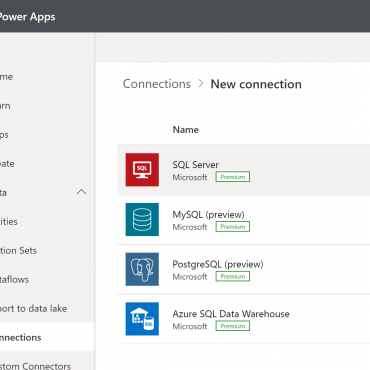 Power Apps
me
rn
ps
eate
ta
ities
tion Sets
taflows
port to data lake
nnections
stom Connectors
Connections > New connection
Name
SQL
SQL Server
Microsoft Premium
MySQL (preview)
Microsoft Premium
PostgreSQL (preview)
Microsoft Premium
SQL
Azure SQL Data Warehouse
Microsoft Premium